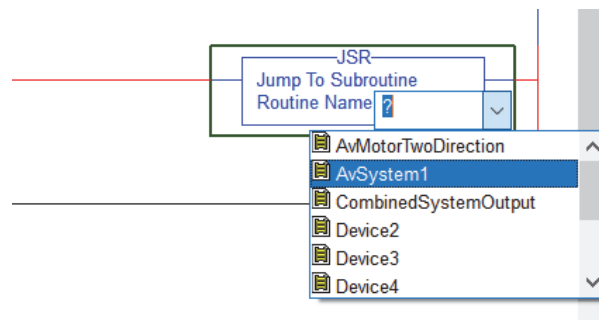 JSR
Jump To Subroutine
Routine Name ?
AvMotorTwoDirection
AvSystem1
CombinedSystemOutput
Device2
Device3
Device4